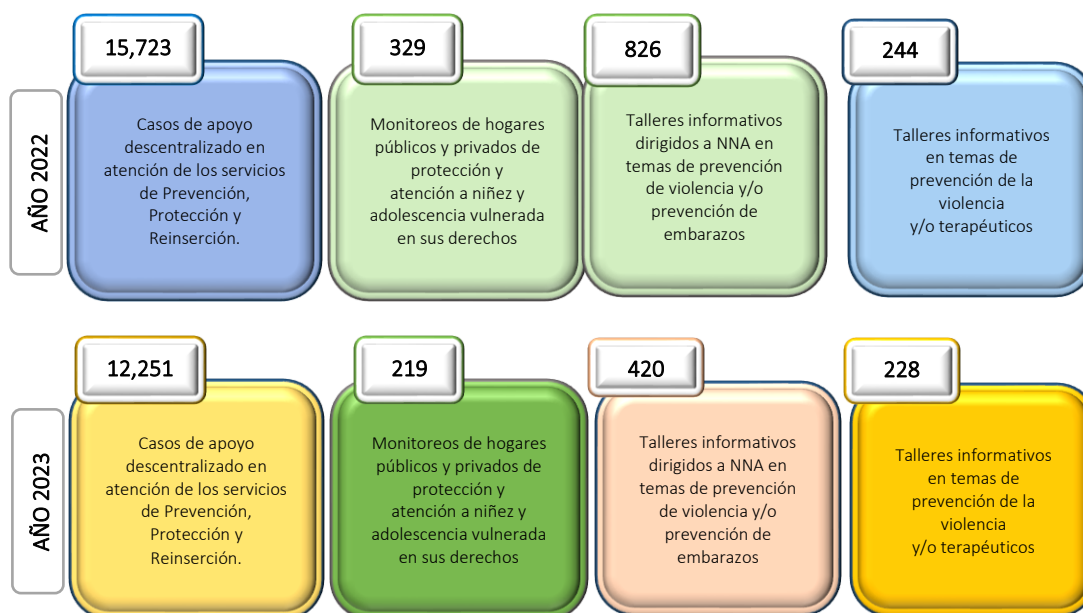 AÑO 2022
15,723
Casos de apoyo
descentralizado en
atención de los servicios
de Prevención,
Protección y
Reinserción.
329
Monitoreos de hogares
públicos y privados de
protección y
atención a niñez y
adolescencia vulnerada
en sus derechos
826
Talleres informativos
dirigidos a NNA en
temas de prevención
de violencia y/o
prevención de
embarazos
244
Talleres informativos
en temas de
prevención de la
violencia
y/o terapéuticos
AÑO 2023
12,251
Casos de apoyo
descentralizado en
atención de los servicios
de Prevención,
Protección y
Reinserción.
219
Monitoreos de hogares
públicos y privados de
protección y
atención a niñez y
adolescencia vulnerada
en sus derechos
420
Talleres informativos
dirigidos a NNA en
temas de prevención
de violencia y/o
prevención de
embarazos
228
Talleres informativos
en temas de
prevención de la
violencia
y/o terapéuticos